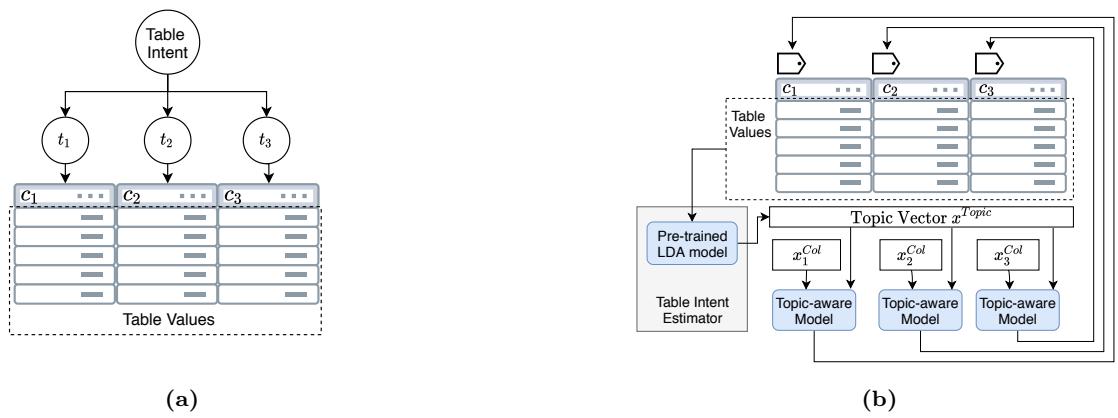 Table
Intent
t₁
t₂
t₃
c₁
c₂
c₃
Table Values
(a)
c₁
c₂
c₃
Table
Values
Topic Vector x^Topic
Pre-trained
LDA model
Table Intent
Estimator
x₁^Col
x₂^Col
x₃^Col
Topic-aware
Model
Topic-aware
Model
Topic-aware
Model
(b)